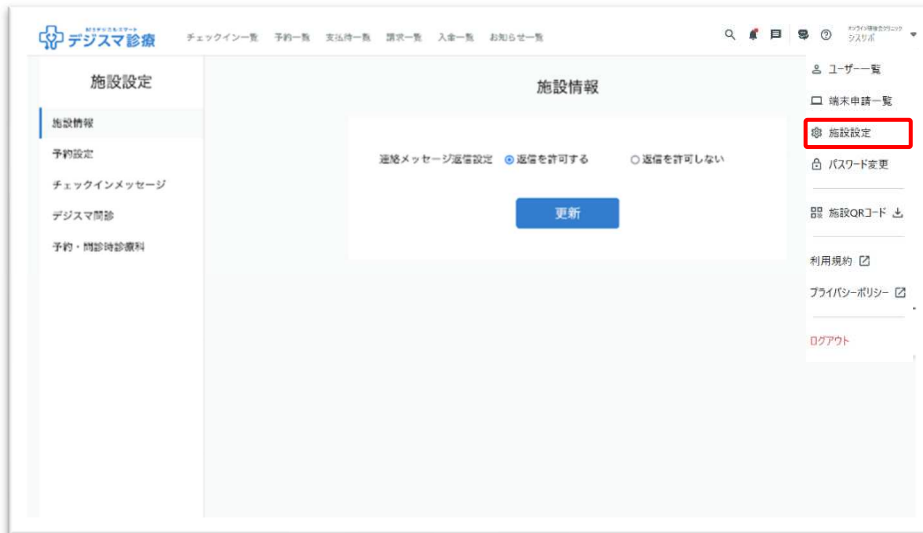 デジスマ診療
チェックイン一覧 予約一覧 支払待一覧 請求一覧 入金一覧 お知らせ一覧
シスサポ
施設設定
施設情報
予約設定
チェックインメッセージ
デジスマ問診
予約・問診時診療科
施設情報
連絡メッセージ返信設定 返信を許可する 返信を許可しない
更新
ユーザー一覧
端末申請一覧
施設設定
パスワード変更
施設QRコード
利用規約
プライバシーポリシー
ログアウト